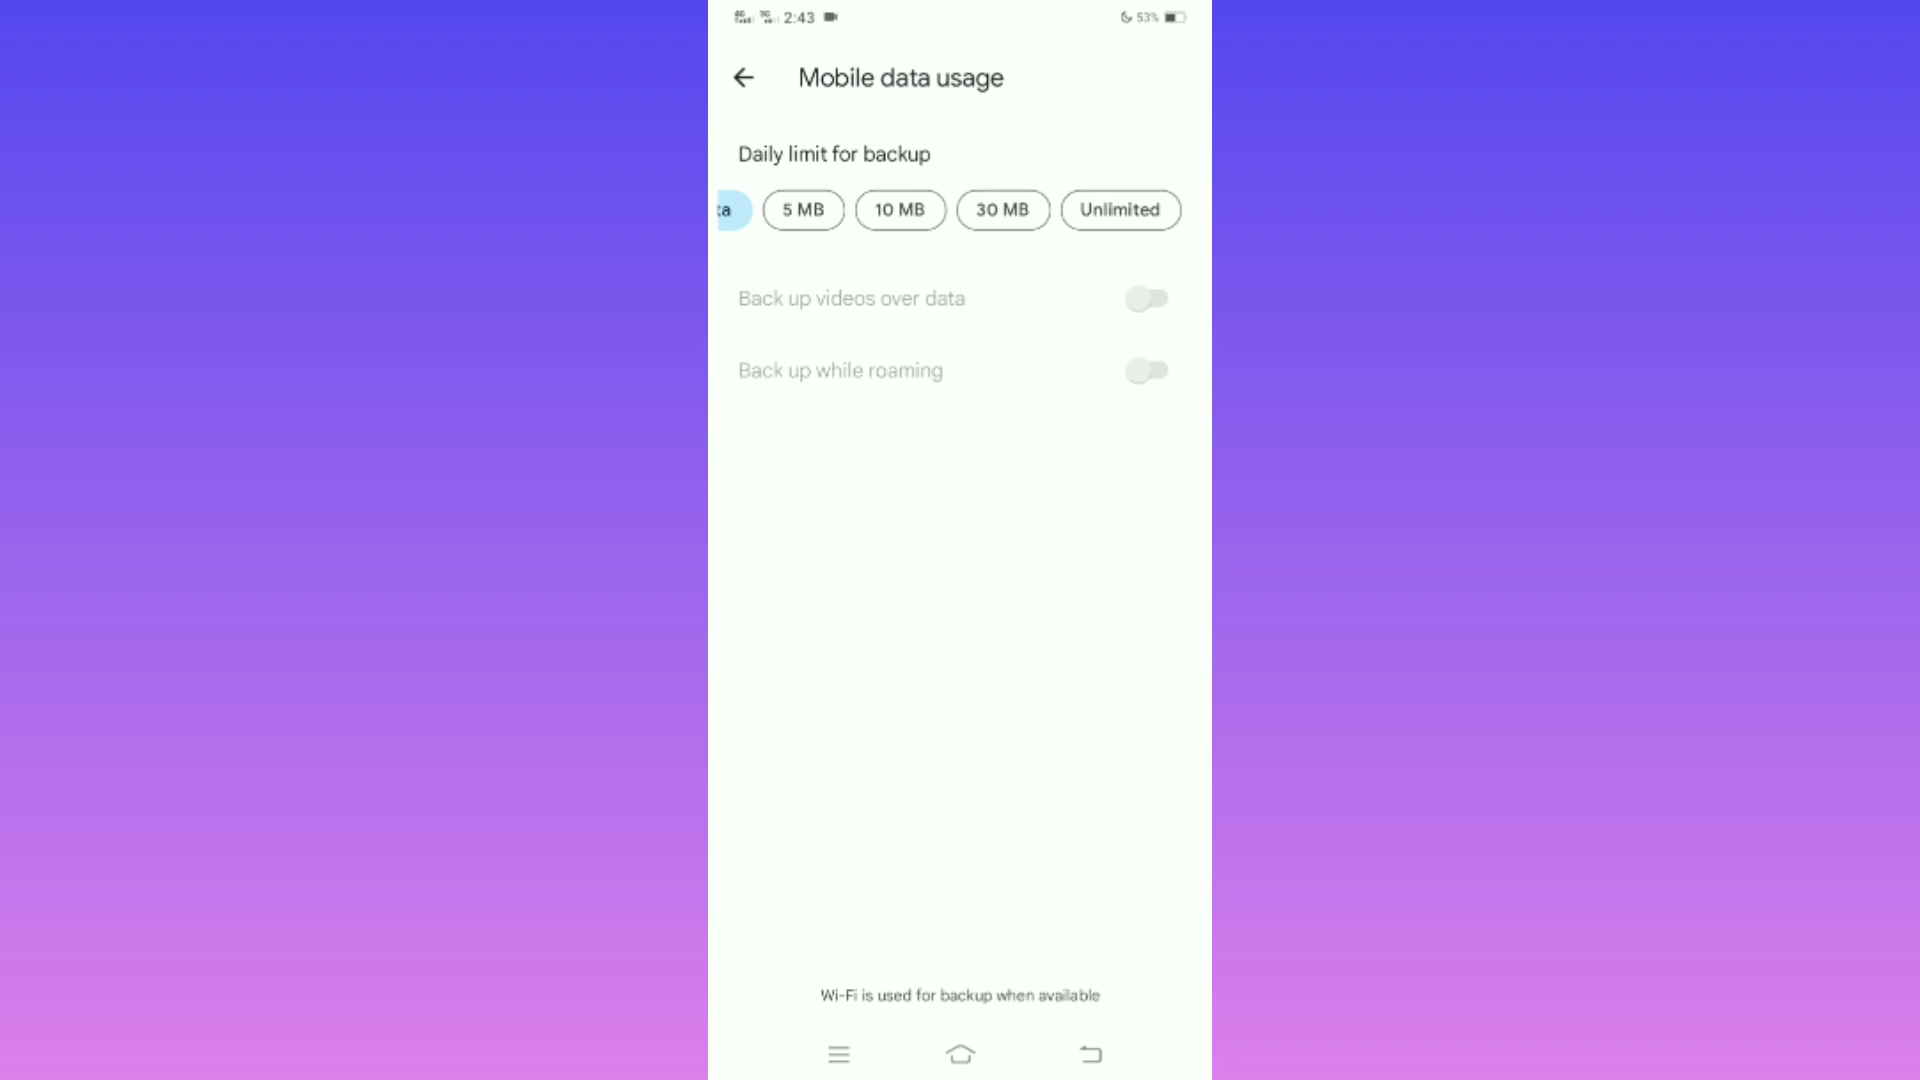 2:43
53%
Mobile data usage
Daily limit for backup
ta
5 MB
10 MB
30 MB
Unlimited
Back up videos over data
Back up while roaming
Wi-Fi is used for backup when available